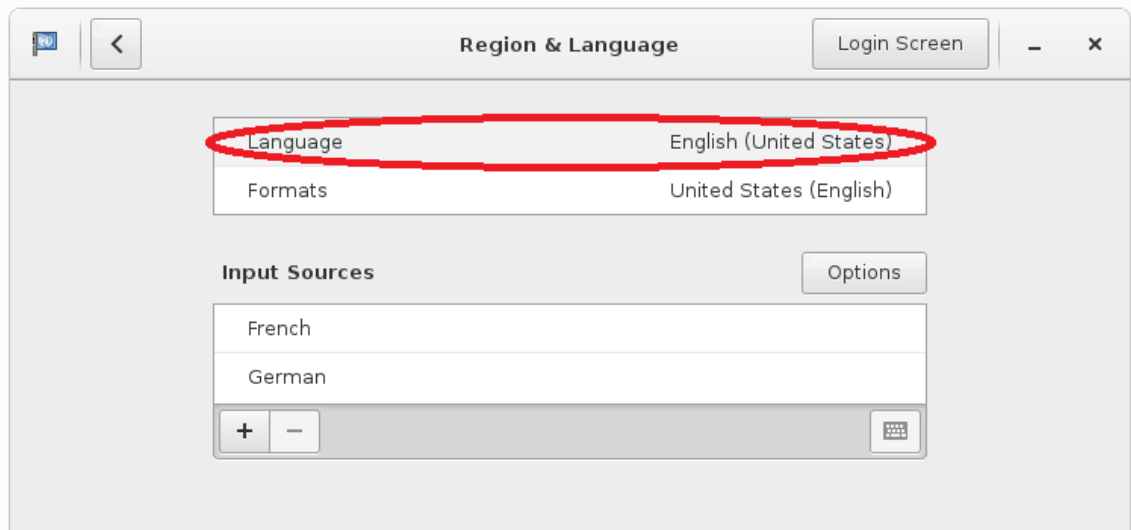 Region & Language
Login Screen
Language English (United States)
Formats United States (English)
Input Sources
Options
French
German